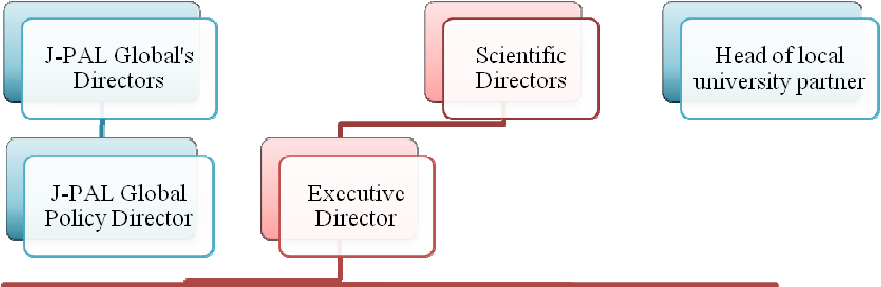 J-PAL Global's
Directors
Scientific
Directors
Head of local
university partner
J-PAL Global
Policy Director
Executive
Director